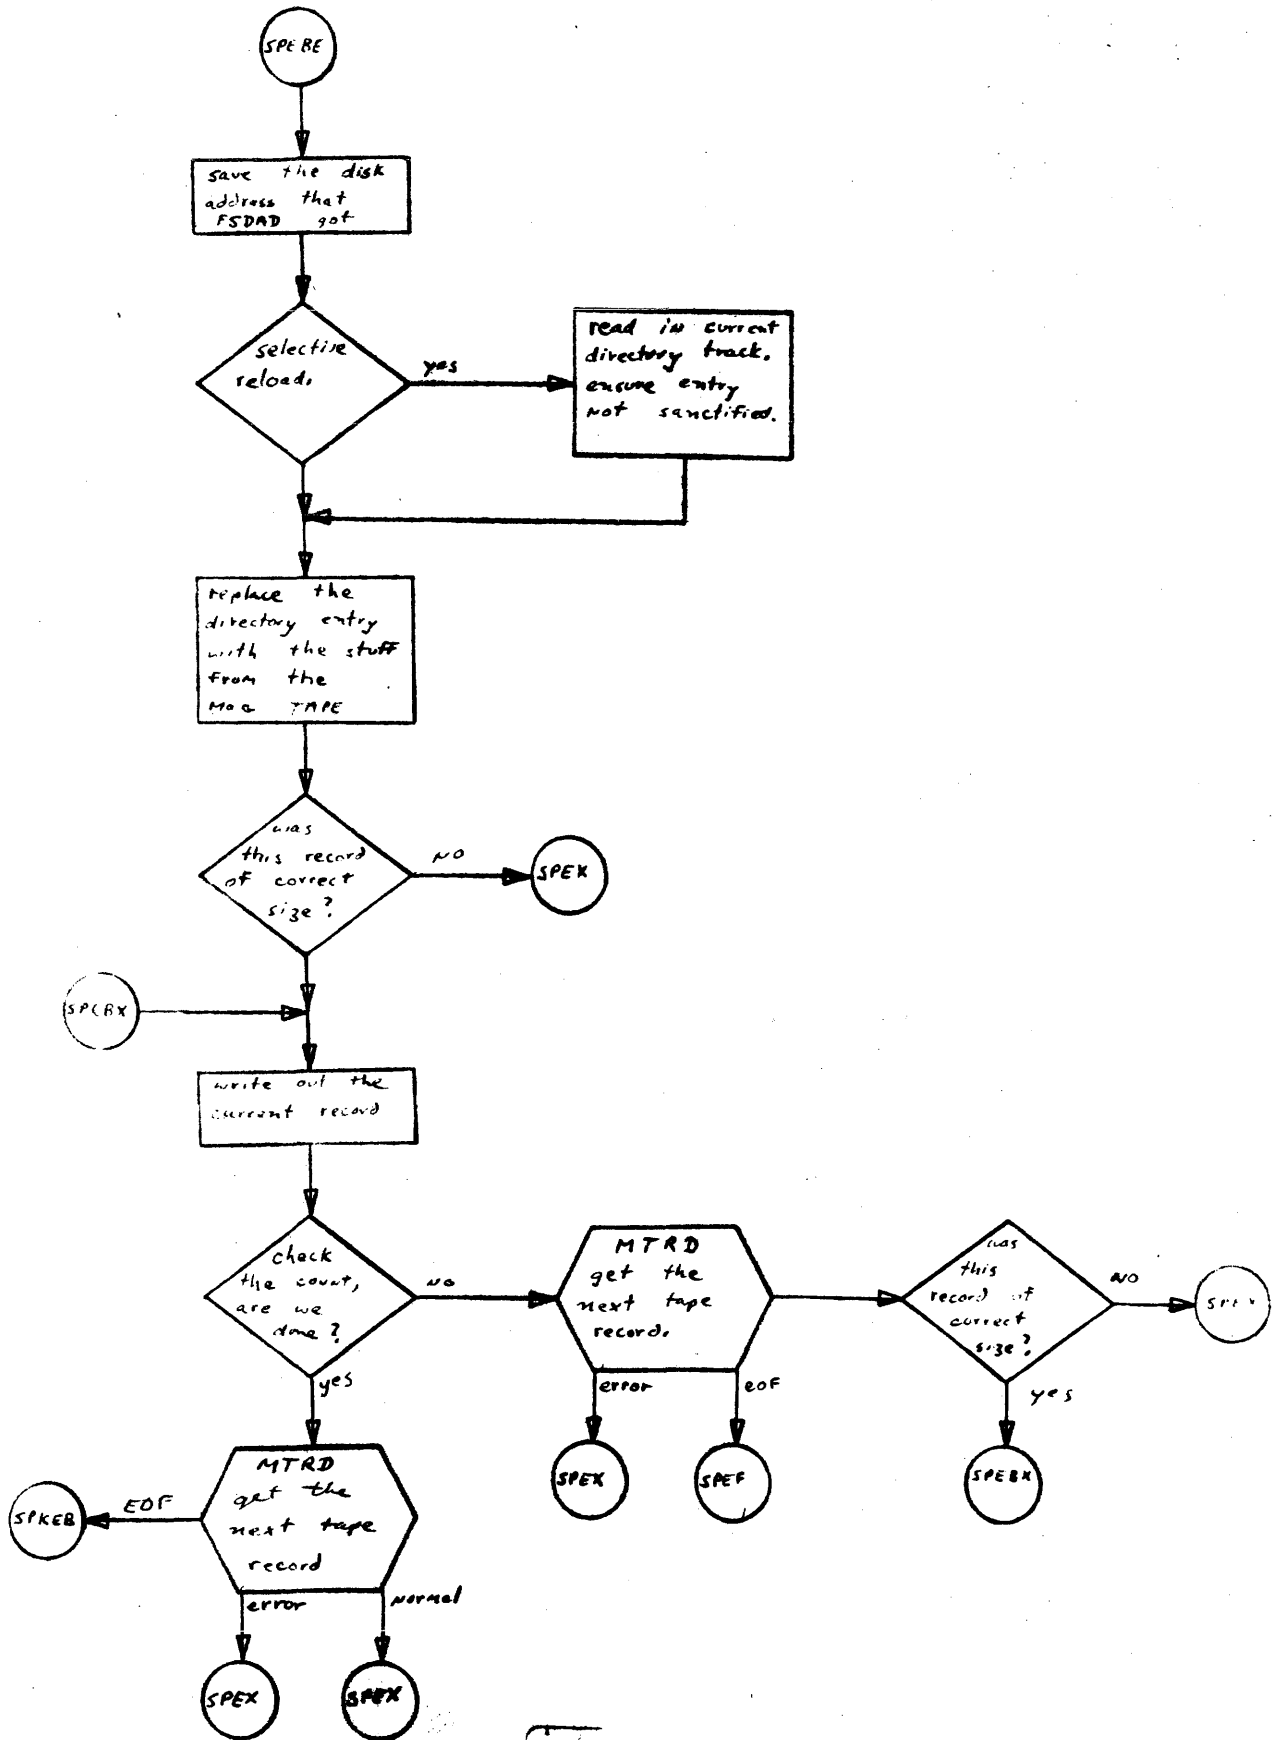 SPEBE
save the disk
address that
FSDAD got
selective
reload.
yes
read in current
directory track.
ensure entry
not sanctified.
replace the
directory entry
with the stuff
from the
MAG TAPE
was
this record
of correct
size?
NO
SPEX
SPEBX
write out the
current record
check
the count,
are we
done?
NO
MTRD
get the
next tape
record.
was
this
record of
correct
size?
NO
SPEX
yes
error
eof
yes
SPEX
SPEF
SPEBX
MTRD
get the
next tape
record
EOF
SPKEB
error
normal
SPEX
SPEX